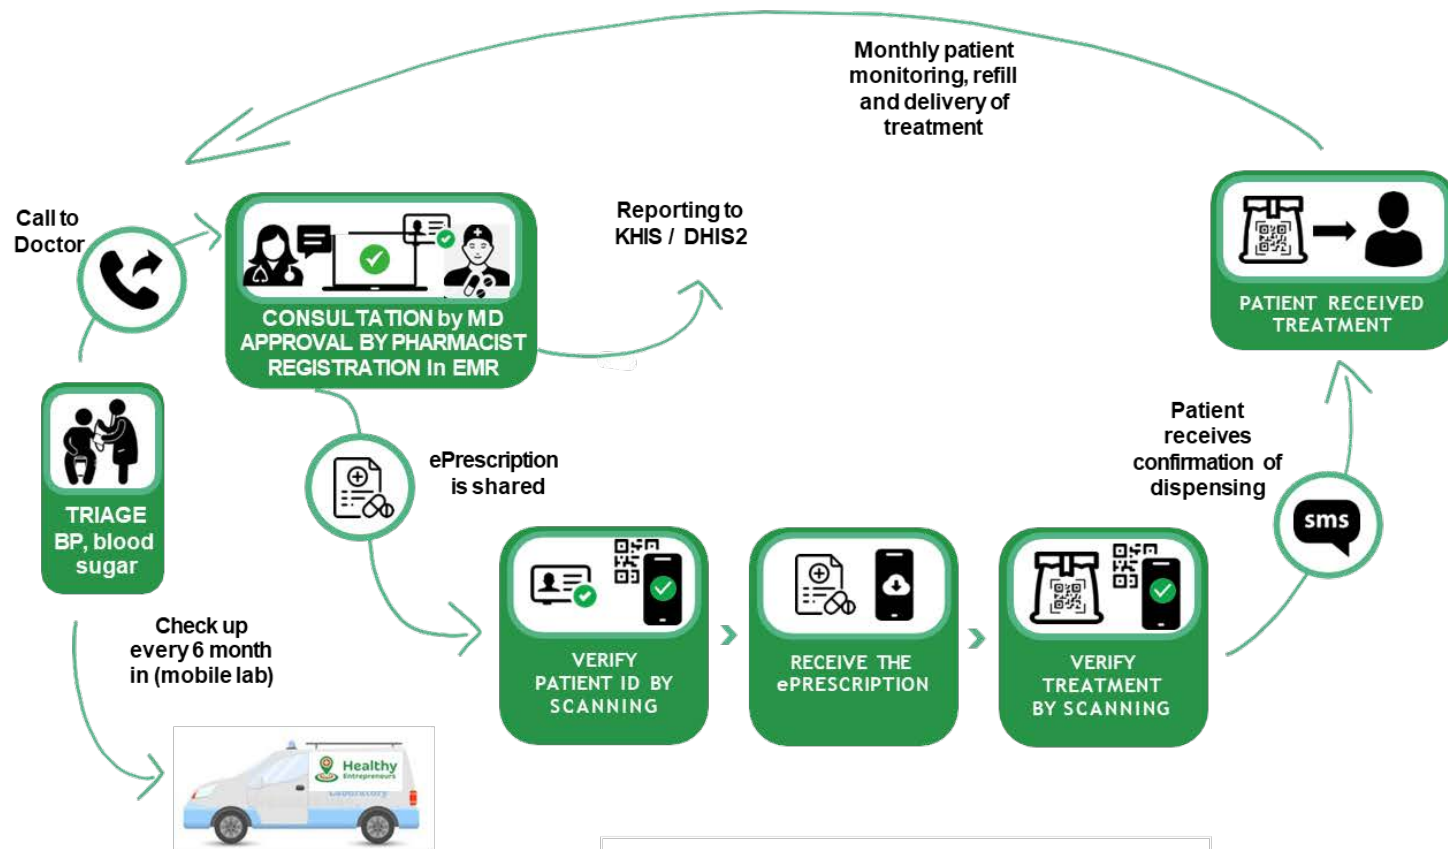 Monthly patient
monitoring, refill
and delivery of
treatment
Call to
Doctor
Reporting to
KHIS / DHIS2
CONSULTATION by MD
APPROVAL BY PHARMACIST
REGISTRATION In EMR
PATIENT RECEIVED
TREATMENT
TRIAGE
BP, blood
sugar
ePrescription
is shared
Patient
receives
confirmation of
dispensing
sms
Check up
every 6 month
in (mobile lab)
VERIFY
PATIENT ID BY
SCANNING
RECEIVE THE
ePRESCRIPTION
VERIFY
TREATMENT
BY SCANNING
Healthy
Entrepreneurs
Laboratory